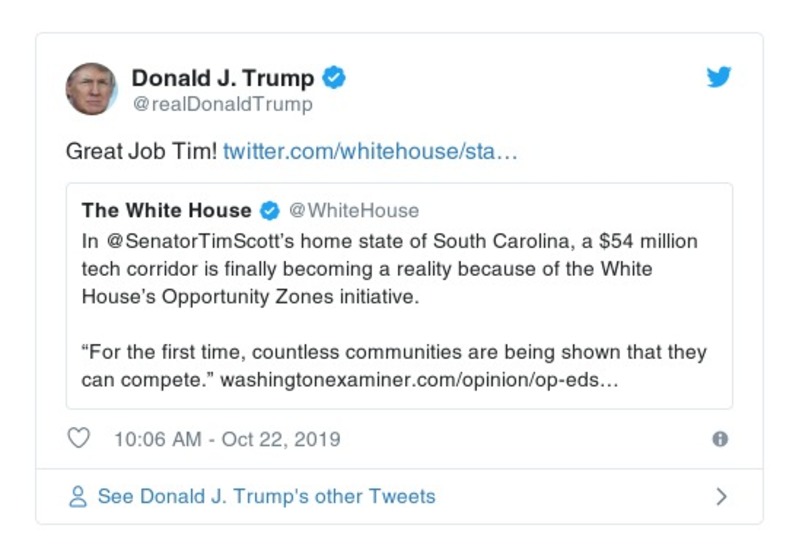 Donald J. Trump
@realDonaldTrump
Great Job Tim! twitter.com/whitehouse/sta…
The White House @WhiteHouse
In @SenatorTimScott’s home state of South Carolina, a $54 million
tech corridor is finally becoming a reality because of the White
House’s Opportunity Zones initiative.
“For the first time, countless communities are being shown that they
can compete.” washingtonexaminer.com/opinion/op-eds…
10:06 AM - Oct 22, 2019
See Donald J. Trump's other Tweets